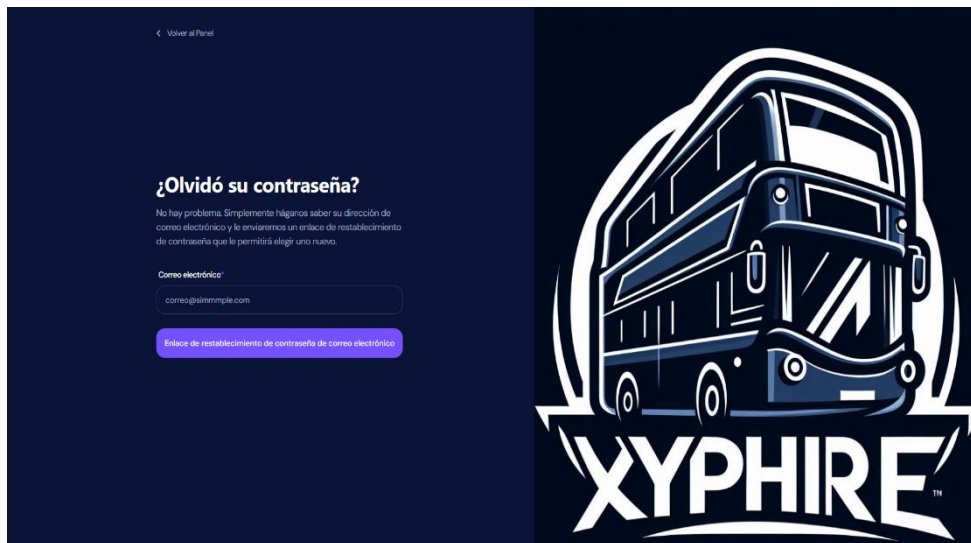 Volver al Panel
¿Olvidó su contraseña?
No hay problema. Simplemente háganos saber su dirección de
correo electrónico y le enviaremos un enlace de restablecimiento
de contraseña que le permitirá elegir uno nuevo.
Correo electrónico*
correo@simmmple.com
Enlace de restablecimiento de contraseña de correo electrónico
XYPHIRE
TM